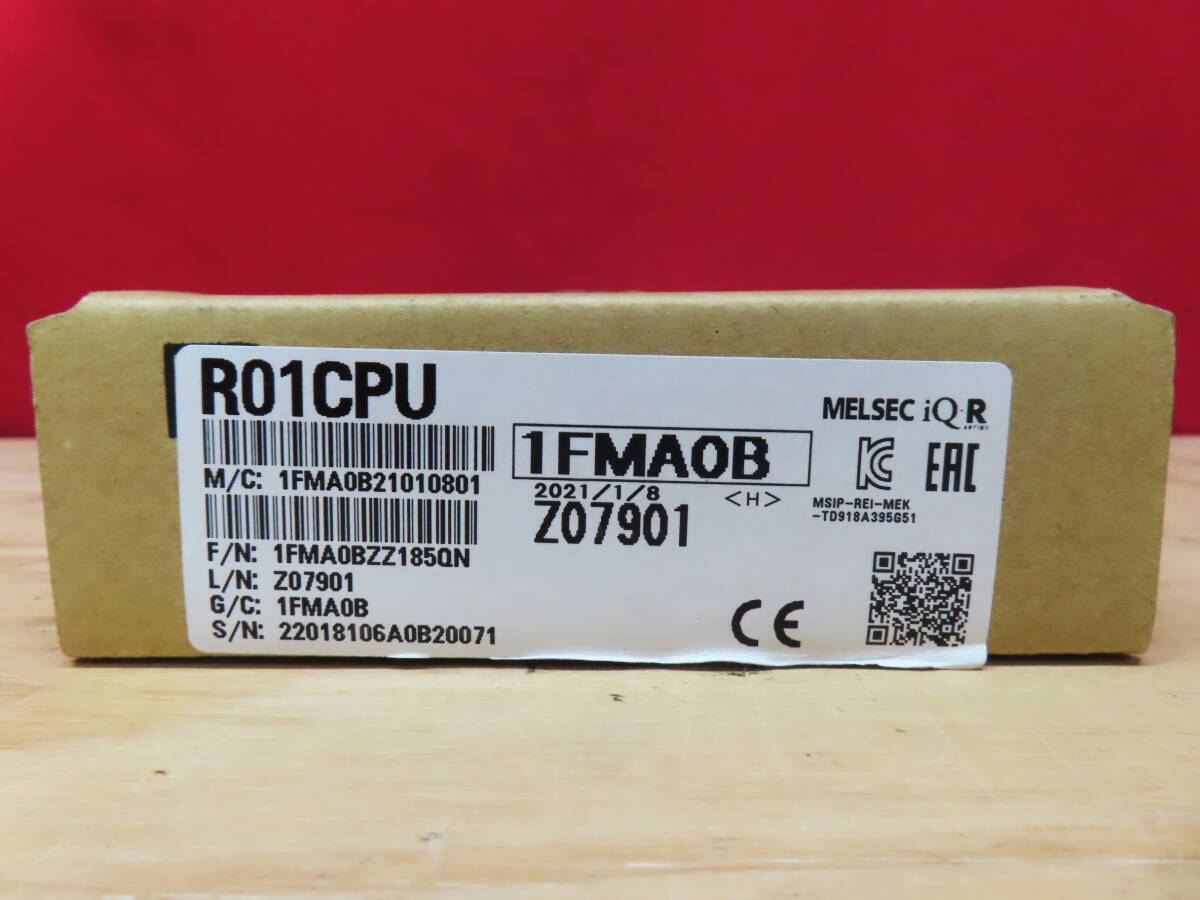 R01CPU
M/C: 1FMA0B21010801
F/N: 1FMA0BZZ185QN
L/N: Z07901
G/C: 1FMA0B
S/N: 22018106A0B20071
1FMA0B
2021/1/8 <H>
Z07901
MELSEC iQ-R
series
EAC
MSIP-REI-MEK
-TD918A395G51
CE